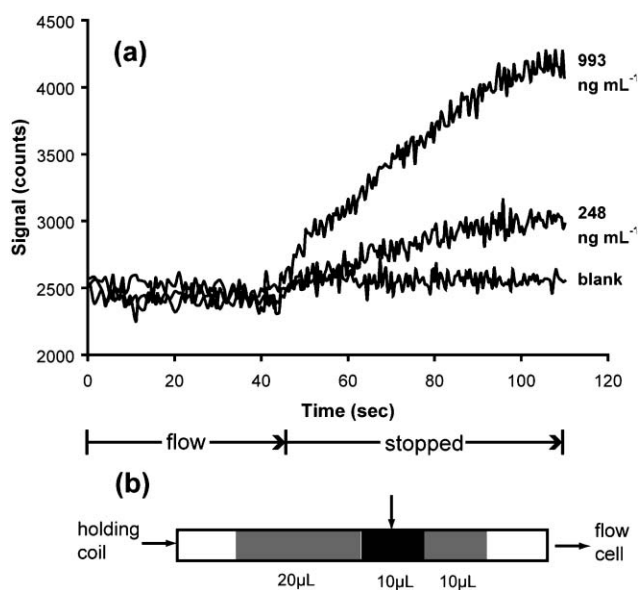 (a)
4500
4000
3500
3000
2500
2000
Signal (counts)
993
ng mL⁻¹
248
ng mL⁻¹
blank
0 20 40 60 80 100 120
Time (sec)
flow stopped
(b)
holding
coil
flow
cell
20µL 10µL 10µL